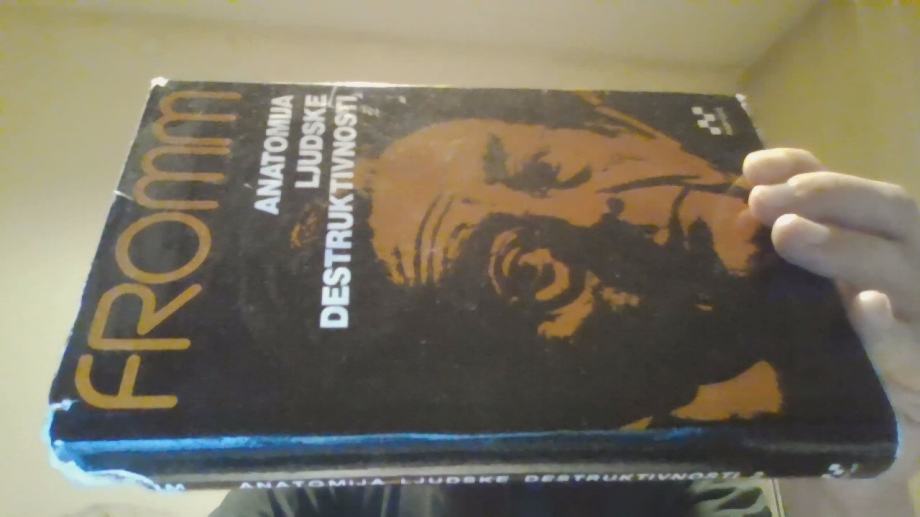 FROMM
ANATOMIJA
LJUDSKE
DESTRUKTIVNOSTI,
ANATOMIJA LJUDSKE DESTRUKTIVNOSTI